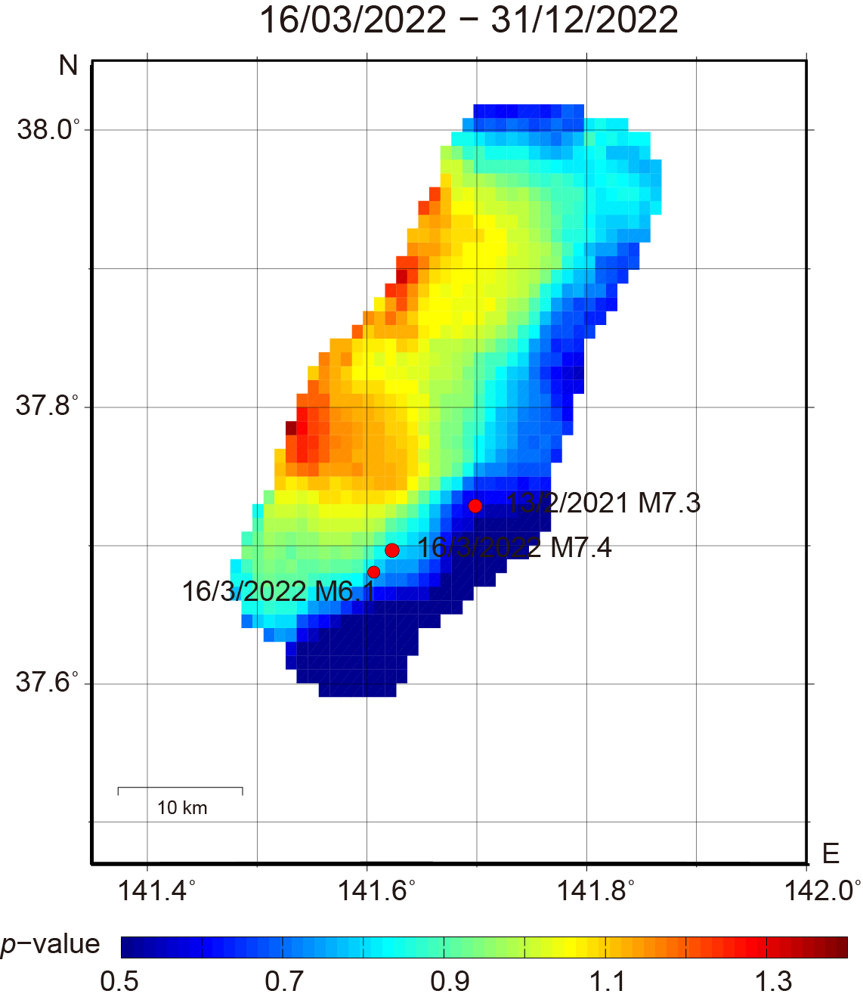 16/03/2022 − 31/12/2022
N
38.0°
37.8°
13/2/2021 M7.3
16/3/2022 M7.4
16/3/2022 M6.1
37.6°
10 km
E
141.4° 141.6° 141.8° 142.0°
p−value
0.5 0.7 0.9 1.1 1.3